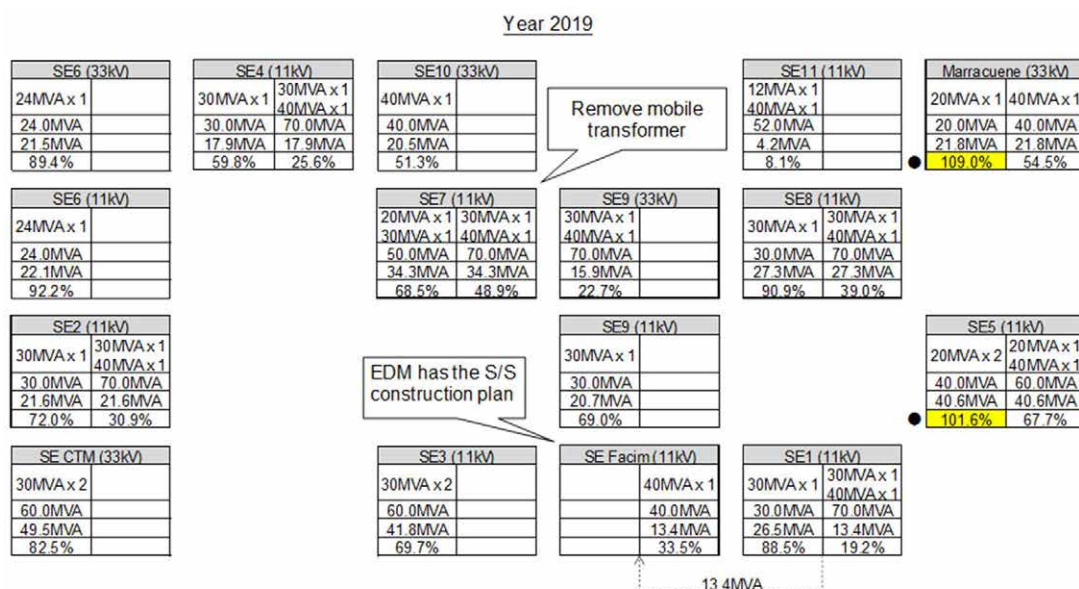 Year 2019
SE6 (33kV)
24MVA x 1
24.0MVA
21.5MVA
89.4%
SE4 (11kV)
30MVA x 1 30MVA x 1
40MVA x 1
30.0MVA 70.0MVA
17.9MVA 17.9MVA
59.8% 25.6%
SE10 (33kV)
40MVA x 1
40.0MVA
20.5MVA
51.3%
Remove mobile
transformer
SE11 (11kV)
12MVA x 1
40MVA x 1
52.0MVA
4.2MVA
8.1%
Marracuene (33kV)
20MVA x 1 40MVA x 1
20.0MVA 40.0MVA
21.8MVA 21.8MVA
109.0% 54.5%
SE6 (11kV)
24MVA x 1
24.0MVA
22.1MVA
92.2%
SE7 (11kV)
20MVA x 1 30MVA x 1
30MVA x 1 40MVA x 1
50.0MVA 70.0MVA
34.3MVA 34.3MVA
68.5% 48.9%
SE9 (33kV)
30MVA x 1
40MVA x 1
70.0MVA
15.9MVA
22.7%
SE8 (11kV)
30MVA x 1 30MVA x 1
40MVA x 1
30.0MVA 70.0MVA
27.3MVA 27.3MVA
90.9% 39.0%
SE2 (11kV)
30MVA x 1 30MVA x 1
40MVA x 1
30.0MVA 70.0MVA
21.6MVA 21.6MVA
72.0% 30.9%
EDM has the S/S
construction plan
SE9 (11kV)
30MVA x 1
30.0MVA
20.7MVA
69.0%
SE5 (11kV)
20MVA x 2 20MVA x 1
40MVA x 1
40.0MVA 60.0MVA
40.6MVA 40.6MVA
101.6% 67.7%
SE CTM (33kV)
30MVA x 2
60.0MVA
49.5MVA
82.5%
SE3 (11kV)
30MVA x 2
60.0MVA
41.8MVA
69.7%
SE Facim (11kV)
40MVA x 1
40.0MVA
13.4MVA
33.5%
SE1 (11kV)
30MVA x 1 30MVA x 1
40MVA x 1
30.0MVA 70.0MVA
26.5MVA 13.4MVA
88.5% 19.2%
13.4MVA